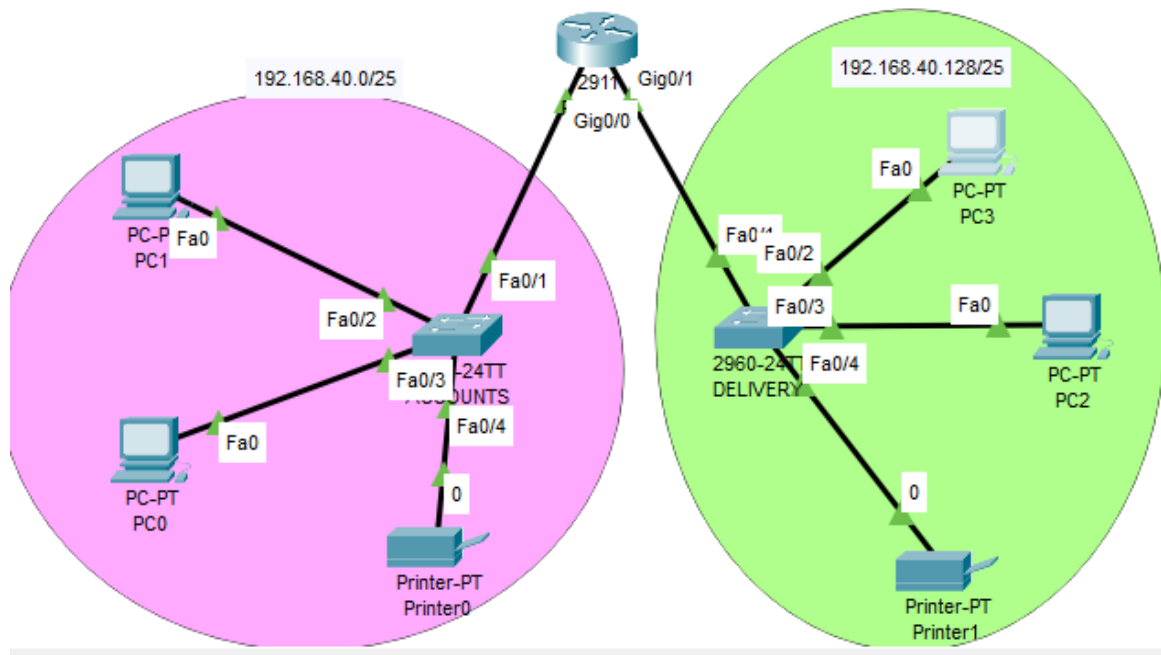 192.168.40.0/25
192.168.40.128/25
2911
Gig0/1
Gig0/0
PC-P
PC1
Fa0
Fa0/2
Fa0/1
Fa0/3
-24TT
Fa0/4
Fa0
PC-PT
PC0
0
Printer-PT
Printer0
Fa0
PC-PT
PC3
Fa0/2
Fa0/3
Fa0
2960-24T
DELIVERY
Fa0/4
PC-PT
PC2
0
Printer-PT
Printer1